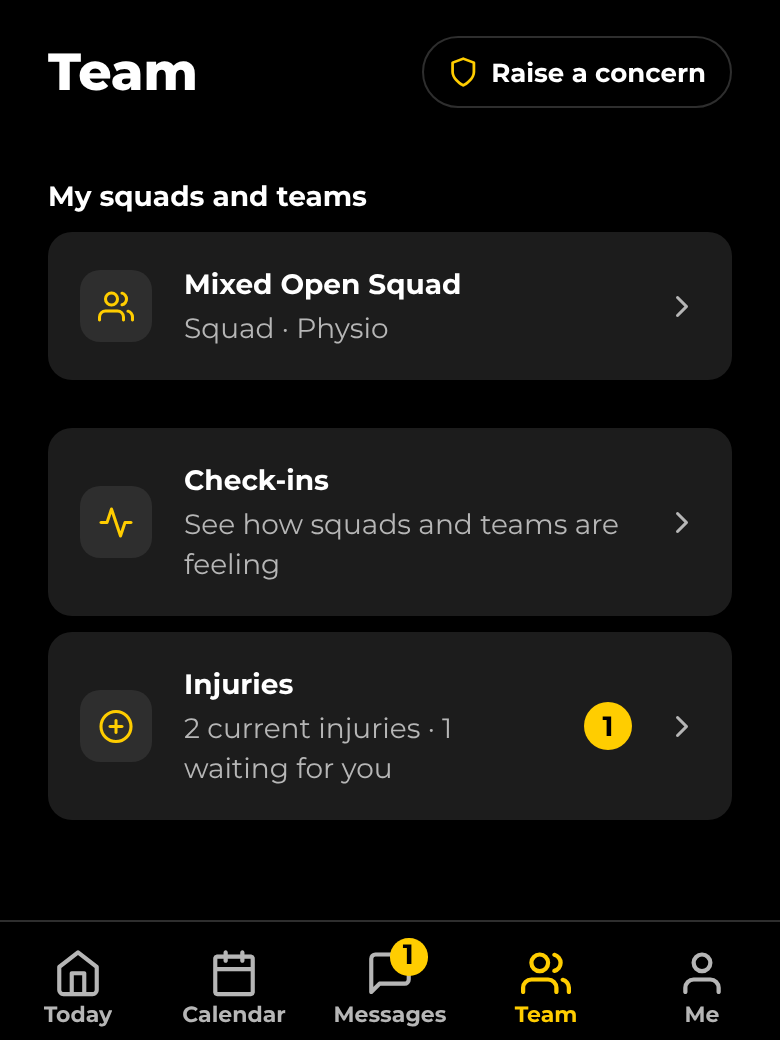 Team
Raise a concern
My squads and teams
Mixed Open Squad
Squad · Physio
Check-ins
See how squads and teams are
feeling
Injuries
2 current injuries · 1
waiting for you
1
1
Today
Calendar
Messages
Team
Me